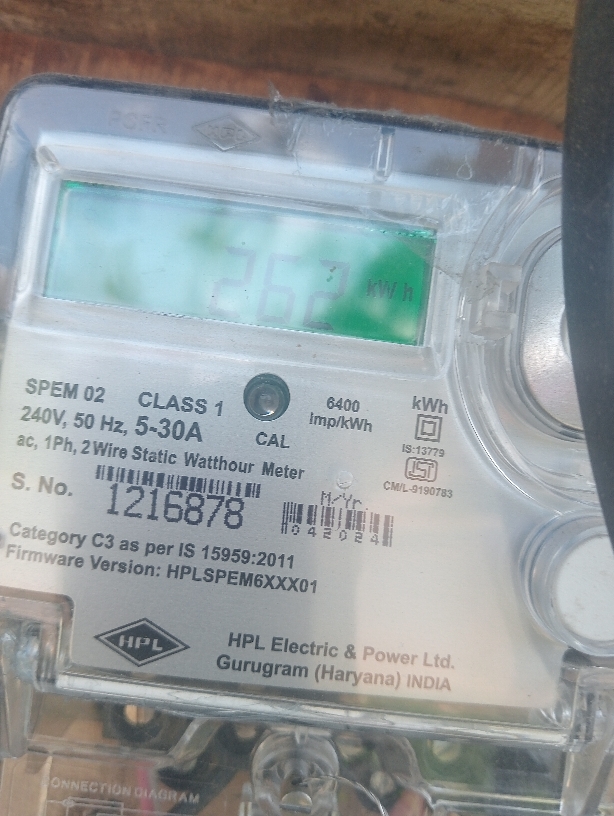 262 kWh
SPEM 02 CLASS 1
6400
Imp/kWh
kWh
240V, 50 Hz, 5-30A
CAL
IS:13779
ac, 1Ph, 2Wire Static Watthour Meter
ISI
CM/L-9190783
S. No. 1216878
M/Yr.
042024
Category C3 as per IS 15959:2011
Firmware Version: HPLSPEM6XXX01
HPL
HPL Electric & Power Ltd.
Gurugram (Haryana) INDIA
CONNECTION DIAGRAM